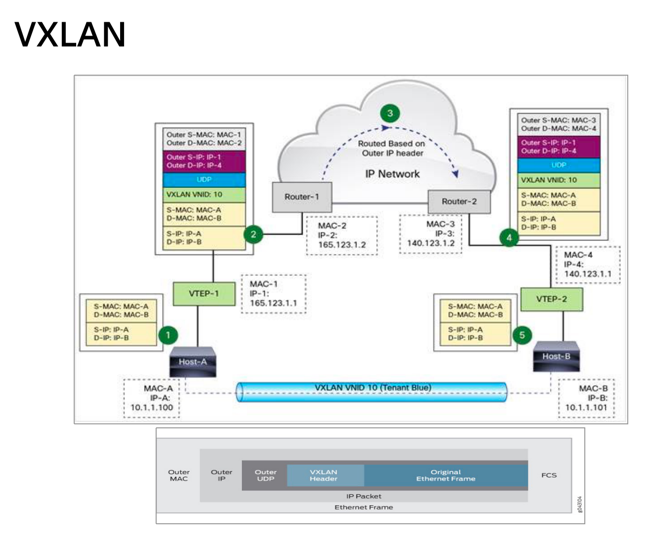 VXLAN
3
Routed Based on
Outer IP header
IP Network
Outer S-MAC: MAC-1
Outer D-MAC: MAC-2
Outer S-IP: IP-1
Outer D-IP: IP-4
UDP
VXLAN VNID: 10
S-MAC: MAC-A
D-MAC: MAC-B
S-IP: IP-A
D-IP: IP-B
2
Router-1
MAC-2
IP-2:
165.123.1.2
Router-2
MAC-3
IP-3:
140.123.1.2
Outer S-MAC: MAC-3
Outer D-MAC: MAC-4
Outer S-IP: IP-1
Outer D-IP: IP-4
UDP
VXLAN VNID: 10
S-MAC: MAC-A
D-MAC: MAC-B
S-IP: IP-A
D-IP: IP-B
4
VTEP-1
MAC-1
IP-1:
165.123.1.1
MAC-4
IP-4:
140.123.1.1
VTEP-2
S-MAC: MAC-A
D-MAC: MAC-B
S-IP: IP-A
D-IP: IP-B
1
Host-A
S-MAC: MAC-A
D-MAC: MAC-B
S-IP: IP-A
D-IP: IP-B
5
Host-B
MAC-A
IP-A:
10.1.1.100
VXLAN VNID 10 (Tenant Blue)
MAC-B
IP-B:
10.1.1.101
Outer
MAC
Outer
IP
Outer
UDP
VXLAN
Header
Original
Ethernet Frame
FCS
IP Packet
Ethernet Frame